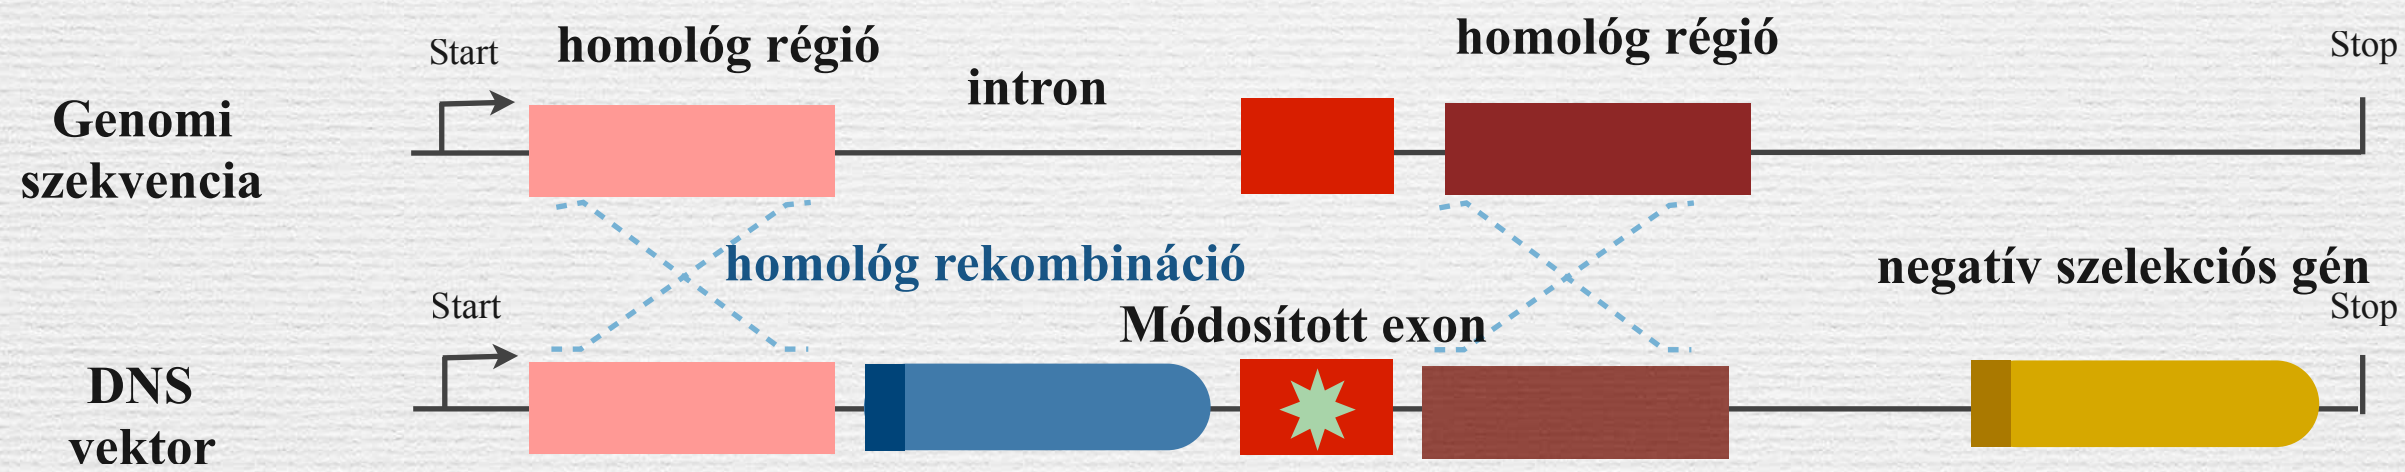 Start
homológ régió
homológ régió
Stop
intron
Genomi
szekvencia
homológ rekombináció
negatív szelekciós gén
Start
Módosított exon
Stop
DNS
vektor